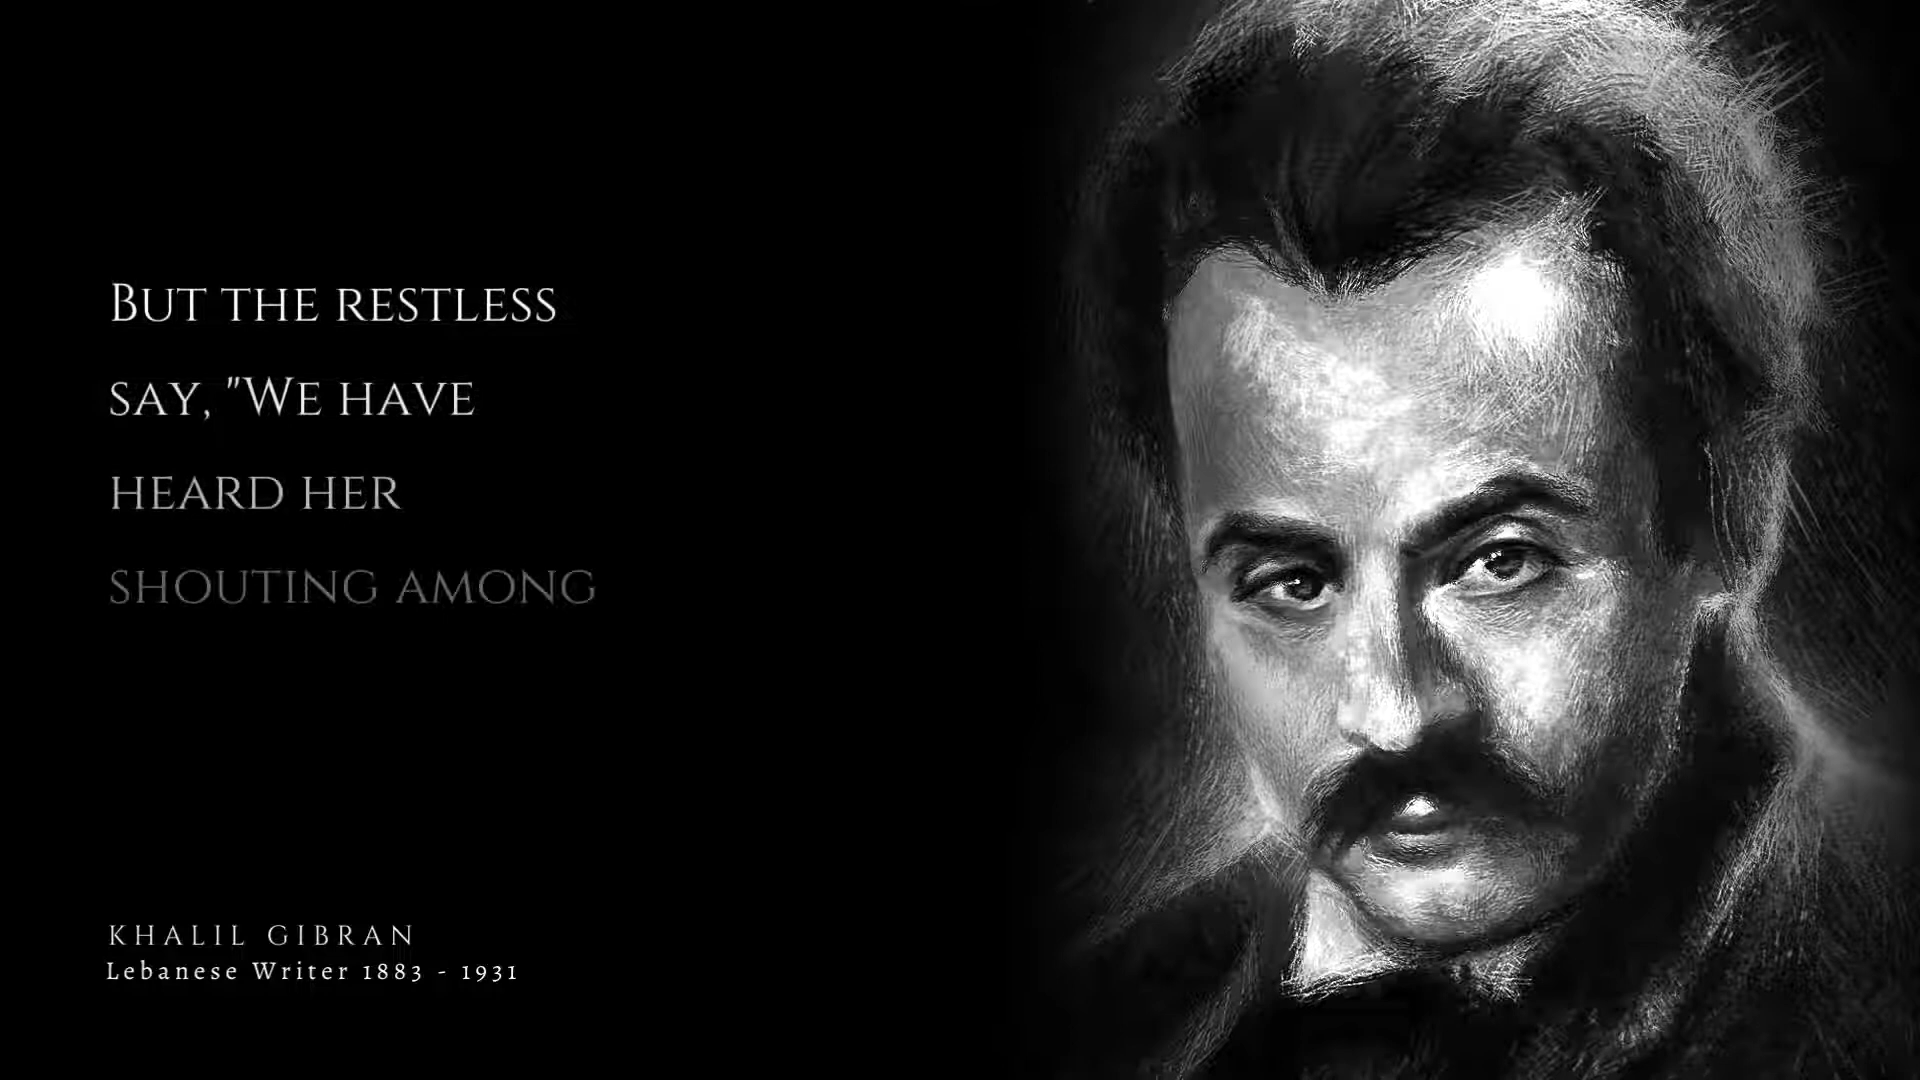 But the restless
say, "We have
heard her
shouting among
KHALIL GIBRAN
Lebanese Writer 1883 - 1931